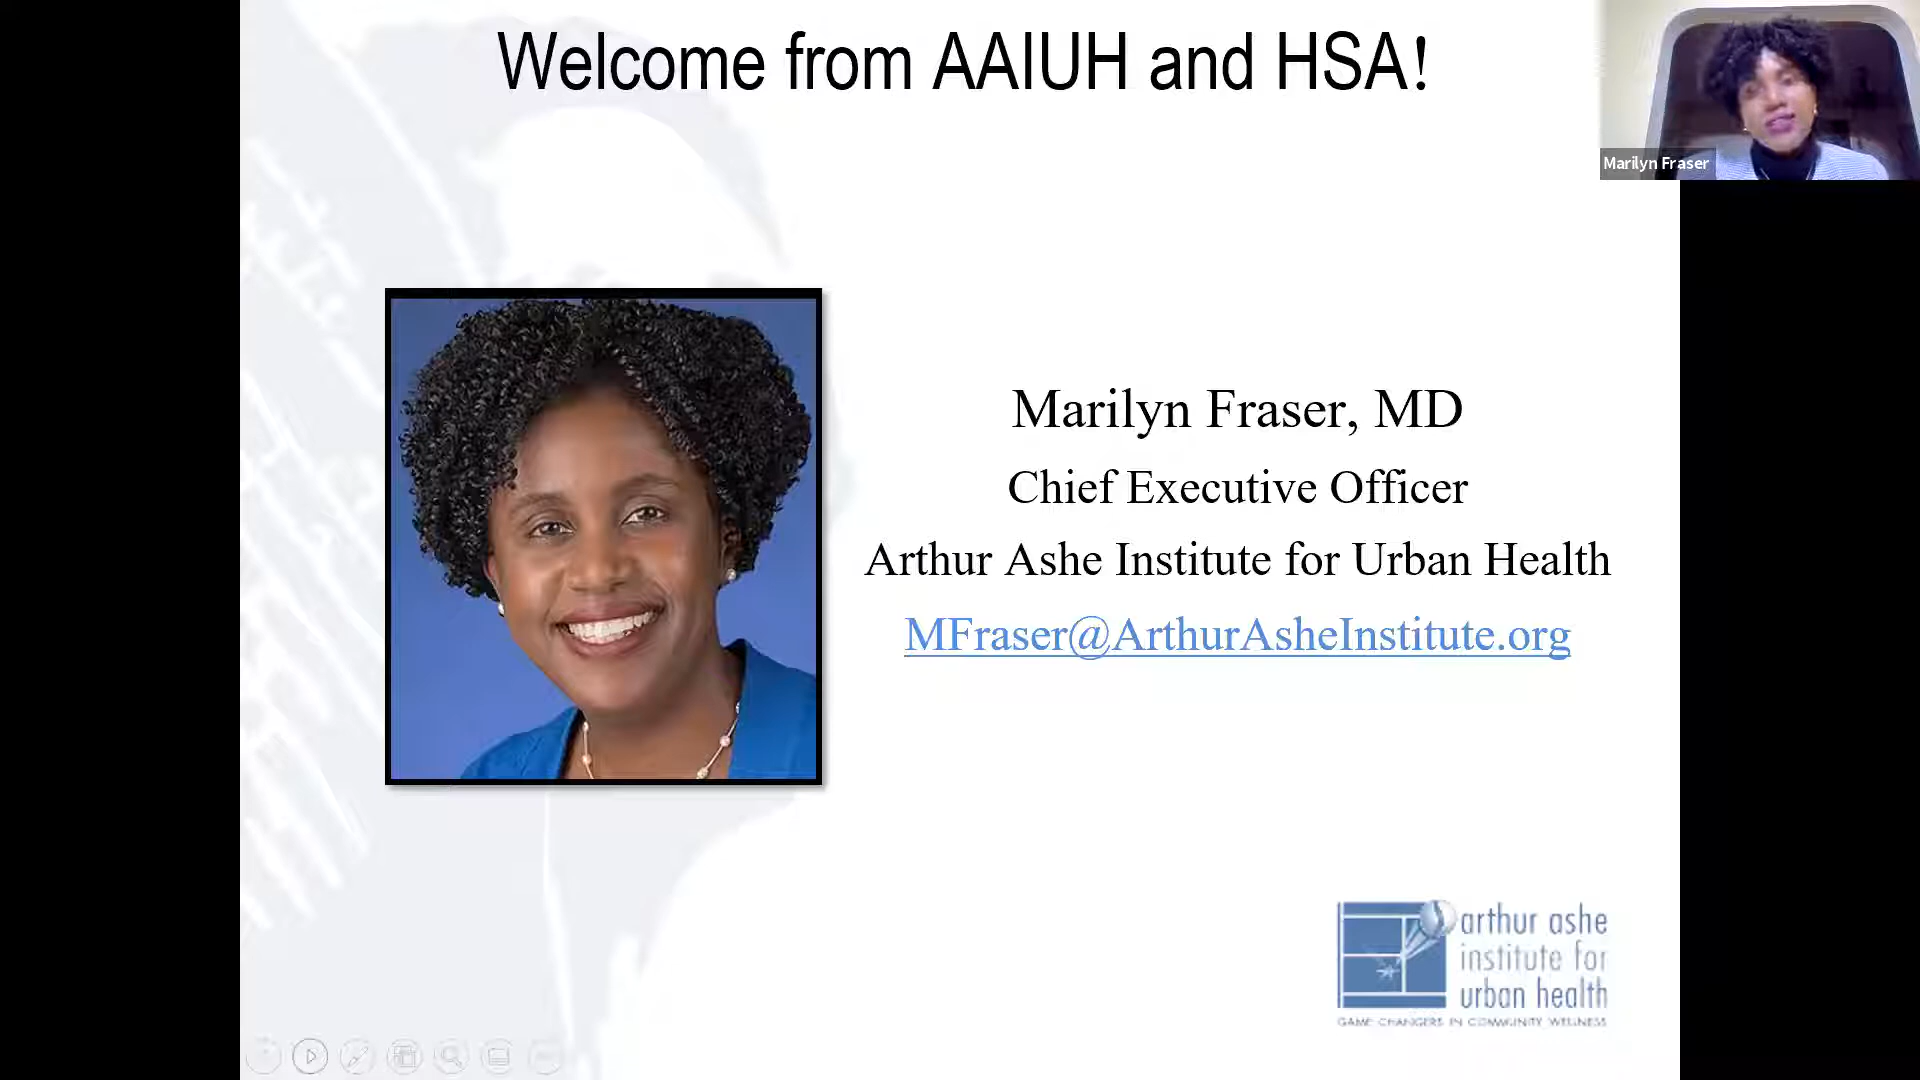 Welcome from AAIUH and HSA!
Marilyn Fraser
Marilyn Fraser, MD
Chief Executive Officer
Arthur Ashe Institute for Urban Health
MFraser@ArthurAsheInstitute.org
arthur ashe
institute for
urban health
GAME CHANGERS IN COMMUNITY WELLNESS